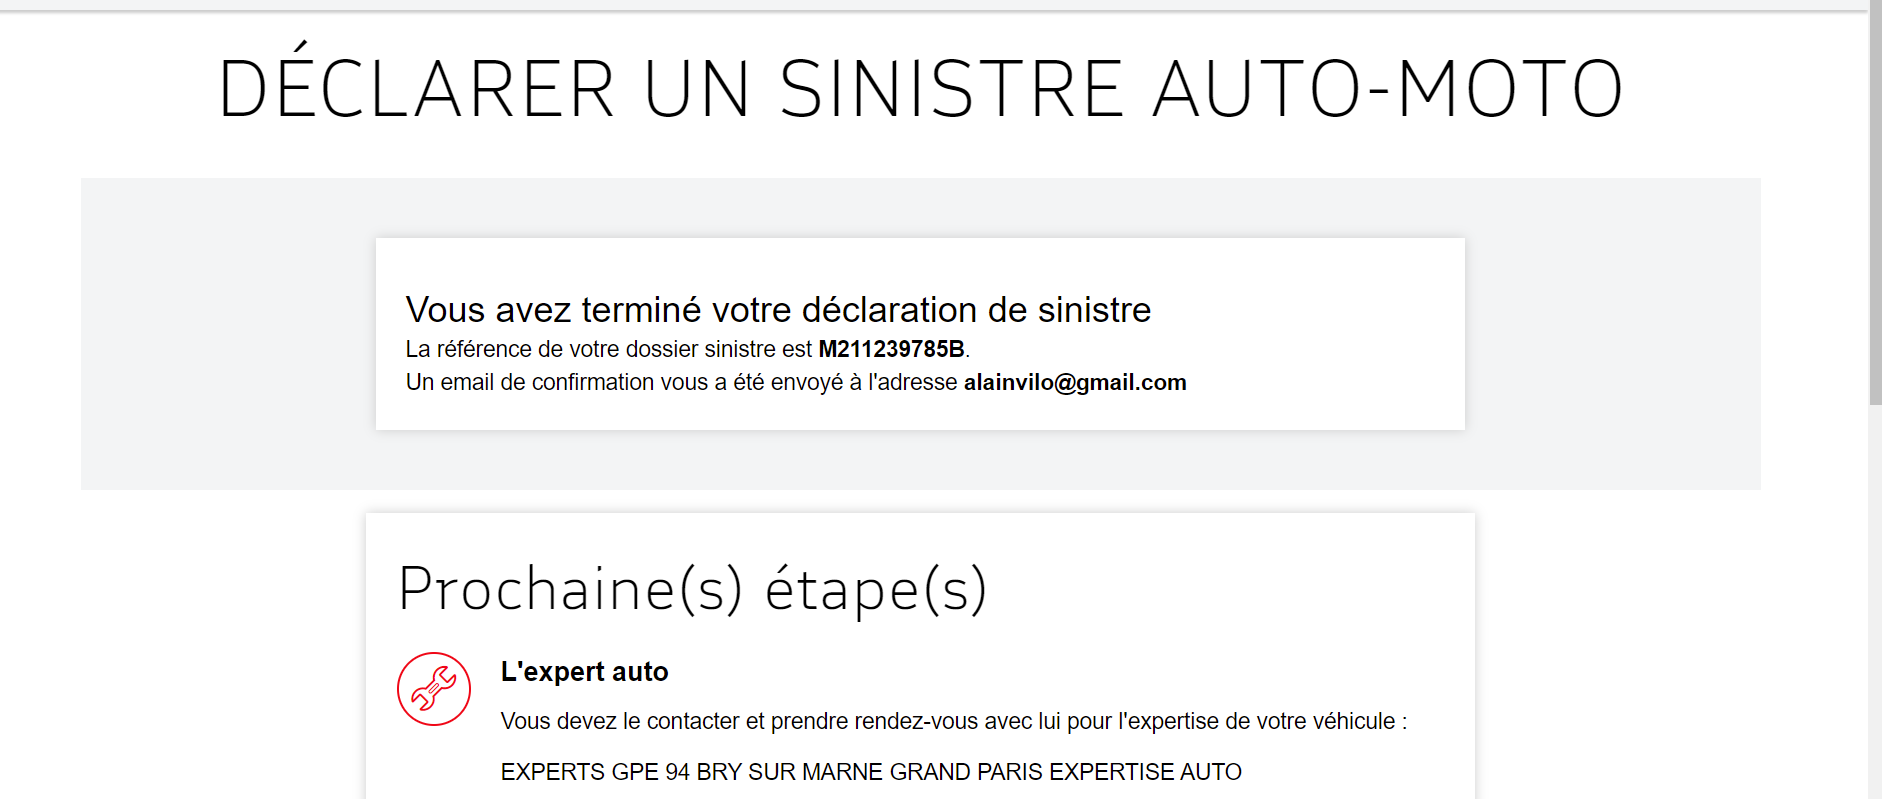 DÉCLARER UN SINISTRE AUTO-MOTO
Vous avez terminé votre déclaration de sinistre
La référence de votre dossier sinistre est M211239785B.
Un email de confirmation vous a été envoyé à l'adresse alainvilo@gmail.com
Prochaine(s) étape(s)
L'expert auto
Vous devez le contacter et prendre rendez-vous avec lui pour l'expertise de votre véhicule :
EXPERTS GPE 94 BRY SUR MARNE GRAND PARIS EXPERTISE AUTO